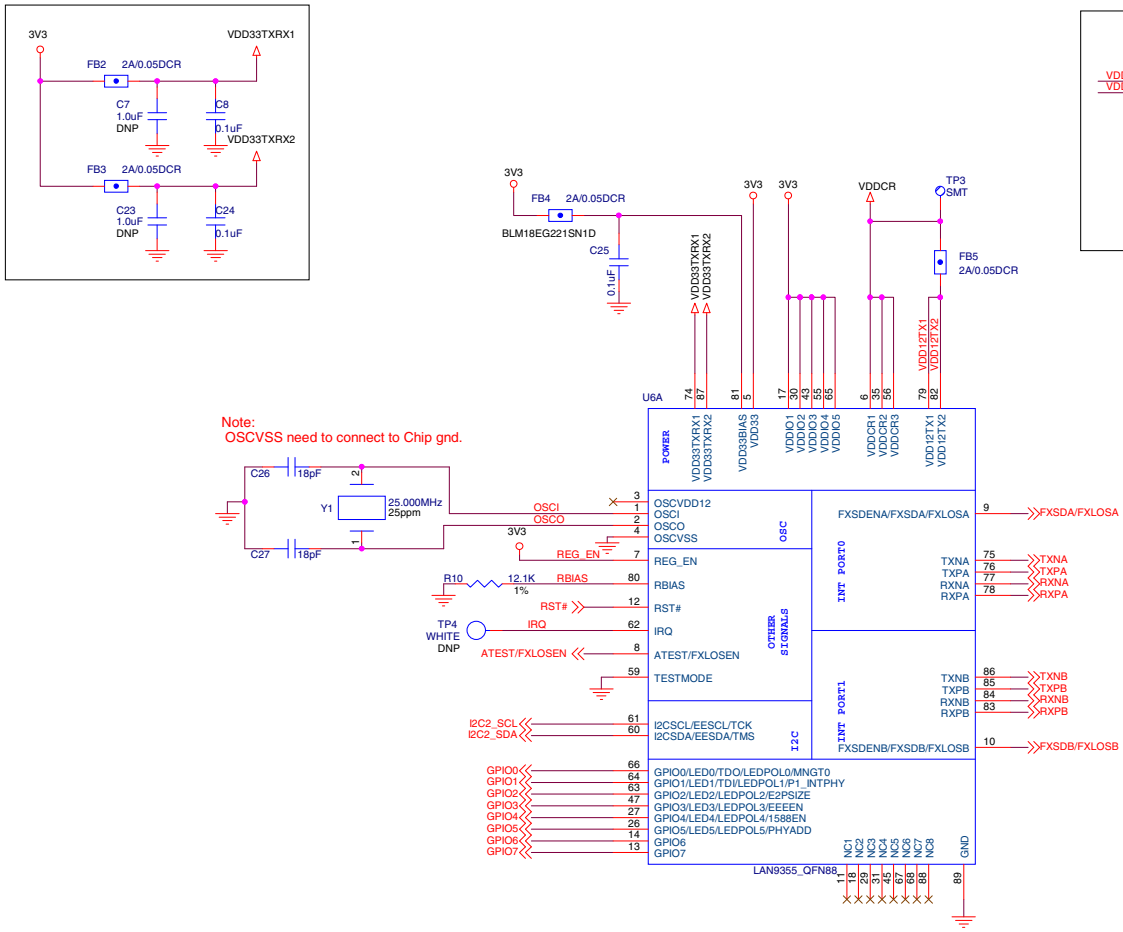 3V3
VDD33TXRX1
FB2 2A/0.05DCR
C7
1.0uF
DNP
C8
0.1uF
VDD33TXRX2
FB3 2A/0.05DCR
C23
1.0uF
DNP
C24
0.1uF
3V3
FB4 2A/0.05DCR
BLM18EG221SN1D
C25
0.1uF
3V3
3V3
VDDCR
TP3
SMT
FB5
2A/0.05DCR
VDD33TXRX1
VDD33TXRX2
VDD12TX1
VDD12TX2
74
87
81
5
17
30
43
55
65
6
35
56
79
82
U6A
POWER
VDD33TXRX1
VDD33TXRX2
VDD33BIAS
VDD33
VDDIO1
VDDIO2
VDDIO3
VDDIO4
VDDIO5
VDDCR1
VDDCR2
VDDCR3
VDD12TX1
VDD12TX2
Note:
OSCVSS need to connect to Chip gnd.
C26
18pF
2
Y1
25.000MHz
25ppm
1
C27
18pF
OSCI
OSCO
3
1
2
4
OSCVDD12
OSCI
OSCO
OSCVSS
OSC
3V3
REG_EN
7
REG_EN
R10
12.1K
1%
RBIAS
80
RBIAS
RST#
12
RST#
TP4
WHITE
DNP
IRQ
62
IRQ
ATEST/FXLOSEN
8
ATEST/FXLOSEN
59
TESTMODE
OTHER
SIGNALS
I2C2_SCL
61
I2CSCL/EESCL/TCK
I2C2_SDA
60
I2CSDA/EESDA/TMS
I2C
GPIO0
66
GPIO0/LED0/TDO/LEDPOL0/MNGT0
GPIO1
64
GPIO1/LED1/TDI/LEDPOL1/P1_INTPHY
GPIO2
63
GPIO2/LED2/LEDPOL2/E2PSIZE
GPIO3
47
GPIO3/LED3/LEDPOL3/EEEEN
GPIO4
27
GPIO4/LED4/LEDPOL4/1588EN
GPIO5
26
GPIO5/LED5/LEDPOL5/PHYADD
GPIO6
14
GPIO6
GPIO7
13
GPIO7
INT PORT0
FXSDENA/FXSDA/FXLOSA
9
FXSDA/FXLOSA
TXNA
75
TXNA
TXPA
76
TXPA
RXNA
77
RXNA
RXPA
78
RXPA
INT PORT1
TXNB
86
TXNB
TXPB
85
TXPB
RXNB
84
RXNB
RXPB
83
RXPB
FXSDENB/FXSDB/FXLOSB
10
FXSDB/FXLOSB
NC1
NC2
NC3
NC4
NC5
NC6
NC7
NC8
GND
LAN9355_QFN88
11
18
29
31
45
67
68
88
89